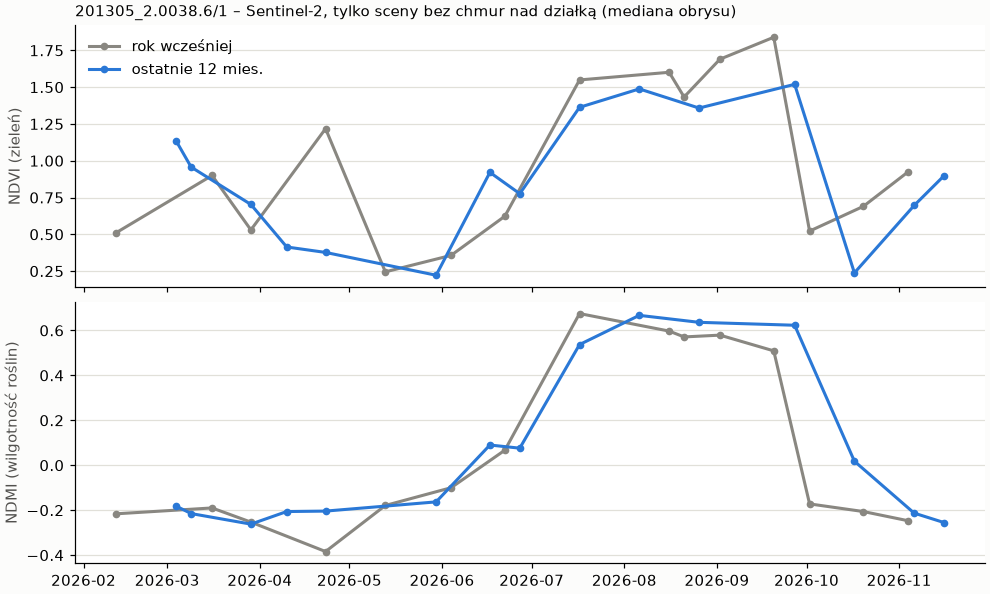 201305_2.0038.6/1 – Sentinel-2, tylko sceny bez chmur nad działką (mediana obrysu)
rok wcześniej
ostatnie 12 mies.
NDVI (zieleń)
1.75
1.50
1.25
1.00
0.75
0.50
0.25
NDMI (wilgotność roślin)
0.6
0.4
0.2
0.0
−0.2
−0.4
2026-02 2026-03 2026-04 2026-05 2026-06 2026-07 2026-08 2026-09 2026-10 2026-11